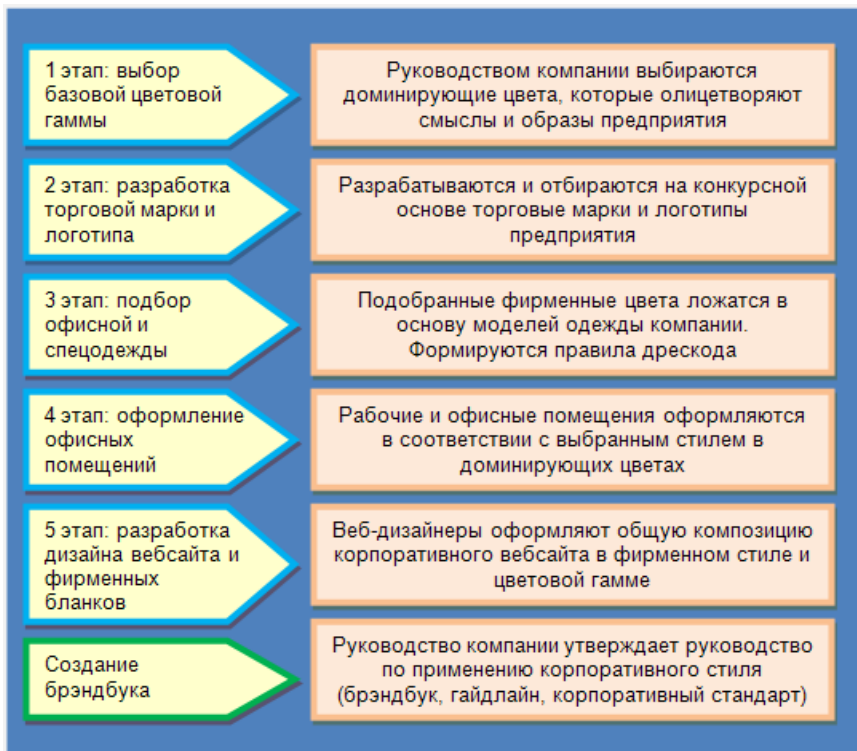 1 этап: выбор
базовой цветовой
гаммы
Руководством компании выбираются
доминирующие цвета, которые олицетворяют
смыслы и образы предприятия
2 этап: разработка
торговой марки и
логотипа
Разрабатываются и отбираются на конкурсной
основе торговые марки и логотипы
предприятия
3 этап: подбор
офисной и
спецодежды
Подобранные фирменные цвета ложатся в
основу моделей одежды компании.
Формируются правила дрескода
4 этап: оформление
офисных
помещений
Рабочие и офисные помещения оформляются
в соответствии с выбранным стилем в
доминирующих цветах
5 этап: разработка
дизайна вебсайта и
фирменных
бланков
Веб-дизайнеры оформляют общую композицию
корпоративного вебсайта в фирменном стиле и
цветовой гамме
Создание
брэндбука
Руководство компании утверждает руководство
по применению корпоративного стиля
(брэндбук, гайдлайн, корпоративный стандарт)